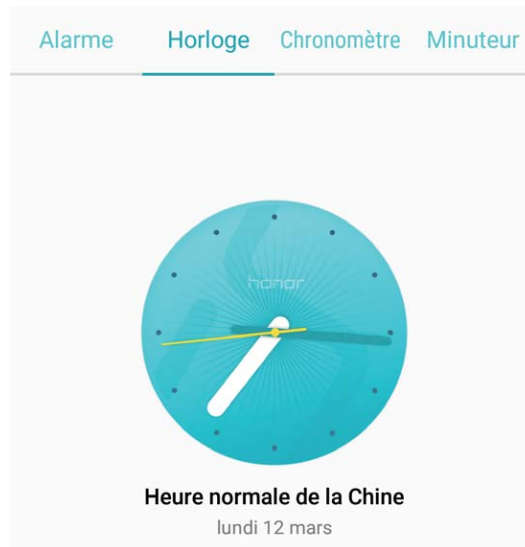 Alarme Horloge Chronomètre Minuteur
honor
Heure normale de la Chine
lundi 12 mars